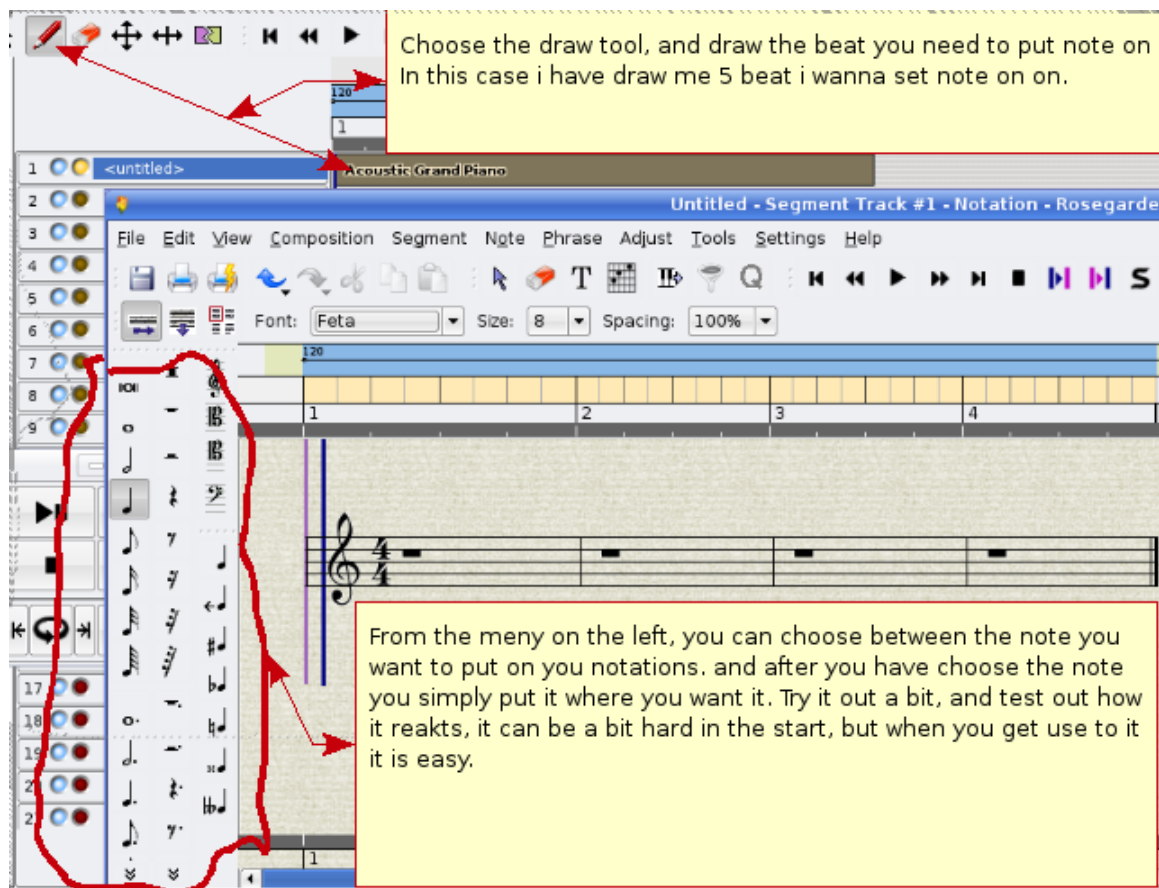 Choose the draw tool, and draw the beat you need to put note on
In this case i have draw me 5 beat i wanna set note on on.
120
1
1 <untitled> Acoustic Grand Piano
2
Untitled - Segment Track #1 - Notation - Rosegarde
3
File Edit View Composition Segment Note Phrase Adjust Tools Settings Help
4
5
6
Font: Feta Size: 8 Spacing: 100%
7
120
8
1 2 3 4
9
From the meny on the left, you can choose between the note you
want to put on you notations. and after you have choose the note
you simply put it where you want it. Try it out a bit, and test out how
it reakts, it can be a bit hard in the start, but when you get use to it
it is easy.
17
18
19
2
2
1